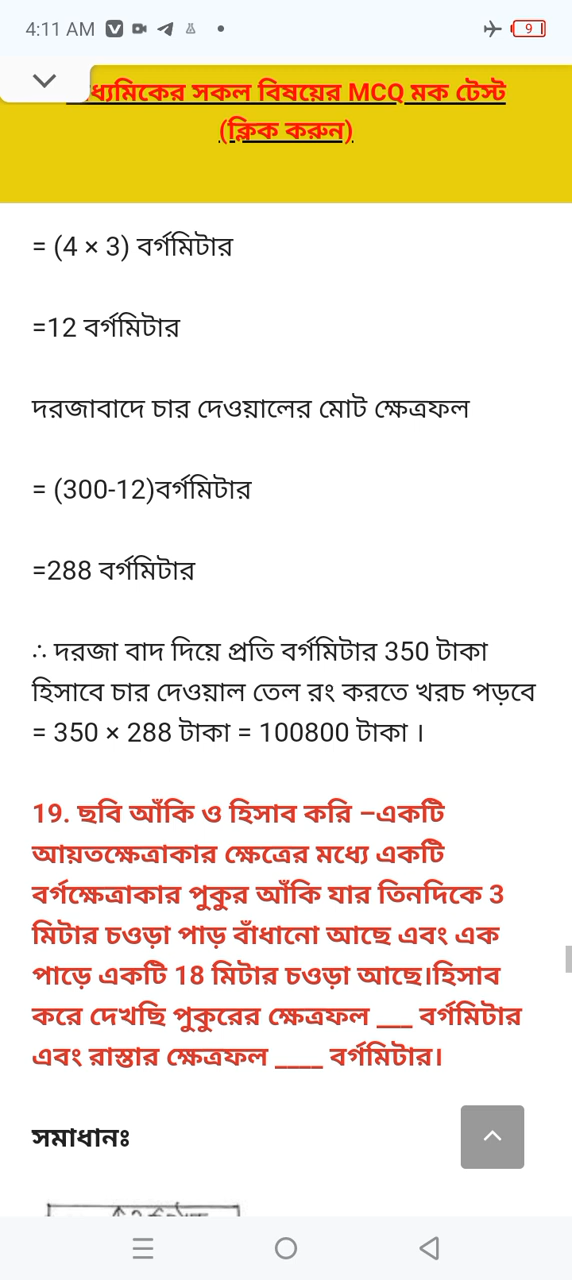 4:11 AM
9
ধ্যমিকের সকল বিষয়ের MCQ মক টেস্ট
(ক্লিক করুন)
= (4 × 3) বর্গমিটার
=12 বর্গমিটার
দরজাবাদে চার দেওয়ালের মোট ক্ষেত্রফল
= (300-12)বর্গমিটার
=288 বর্গমিটার
∴ দরজা বাদ দিয়ে প্রতি বর্গমিটার 350 টাকা
হিসাবে চার দেওয়াল তেল রং করতে খরচ পড়বে
= 350 × 288 টাকা = 100800 টাকা ।
19. ছবি আঁকি ও হিসাব করি –একটি
আয়তক্ষেত্রাকার ক্ষেত্রের মধ্যে একটি
বর্গক্ষেত্রাকার পুকুর আঁকি যার তিনদিকে 3
মিটার চওড়া পাড় বাঁধানো আছে এবং এক
পাড়ে একটি 18 মিটার চওড়া আছে।হিসাব
করে দেখছি পুকুরের ক্ষেত্রফল ___ বর্গমিটার
এবং রাস্তার ক্ষেত্রফল ____ বর্গমিটার।
সমাধানঃ